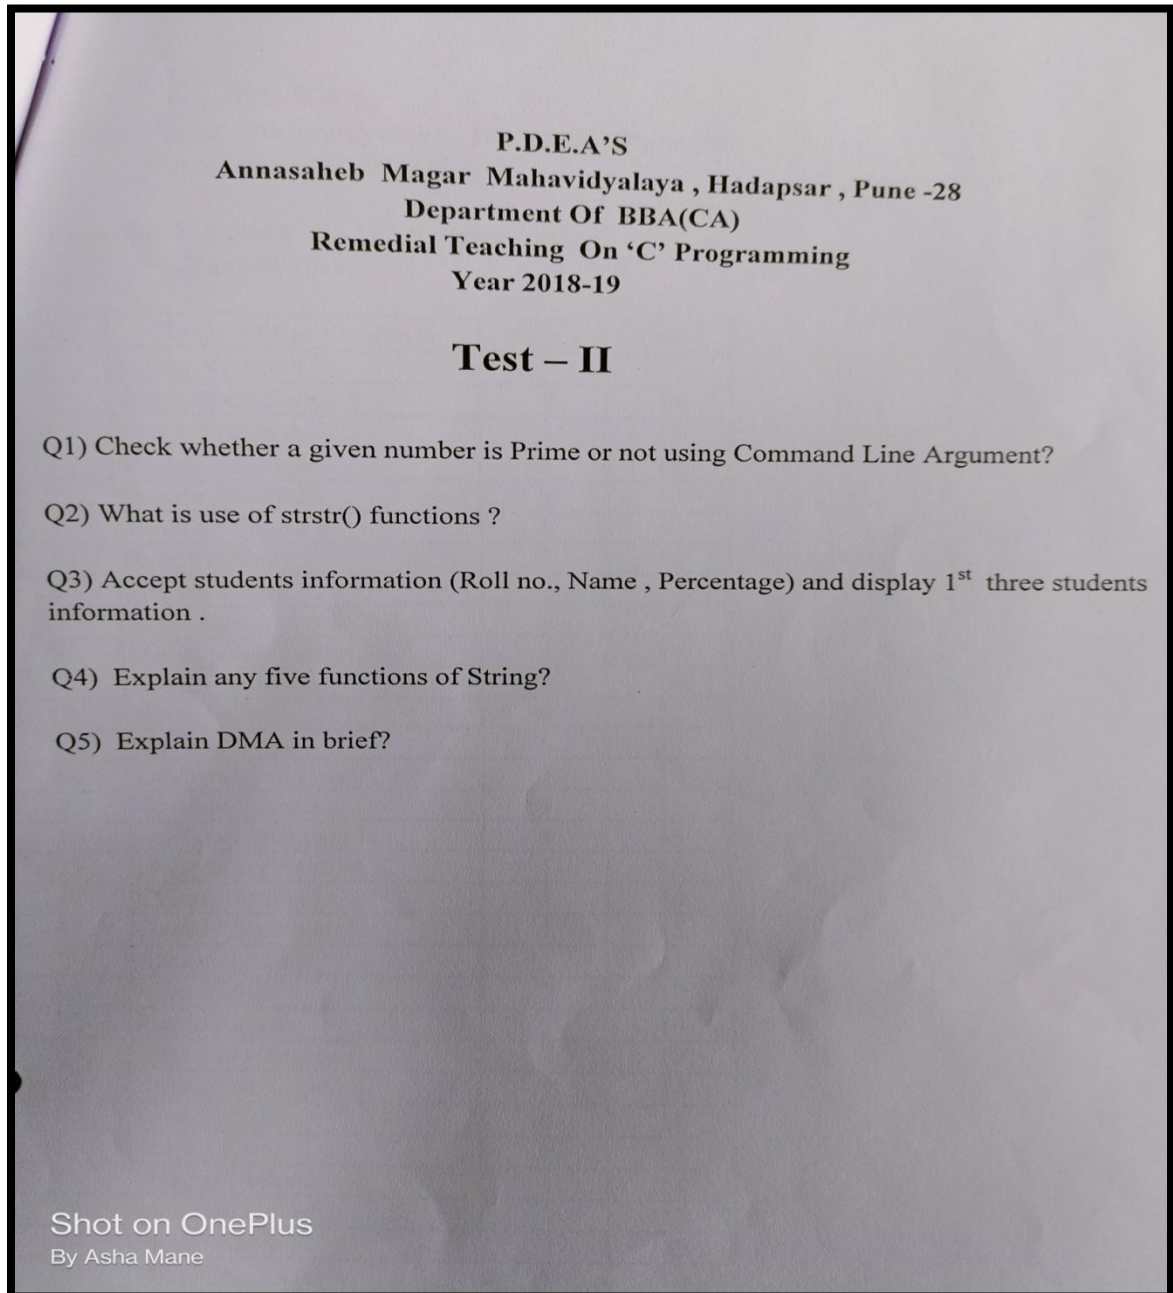 P.D.E.A’S
Annasaheb Magar Mahavidyalaya , Hadapsar , Pune -28
Department Of BBA(CA)
Remedial Teaching On ‘C’ Programming
Year 2018-19
Test – II
Q1) Check whether a given number is Prime or not using Command Line Argument?
Q2) What is use of strstr() functions ?
Q3) Accept students information (Roll no., Name , Percentage) and display 1st three students
information .
Q4) Explain any five functions of String?
Q5) Explain DMA in brief?
Shot on OnePlus
By Asha Mane